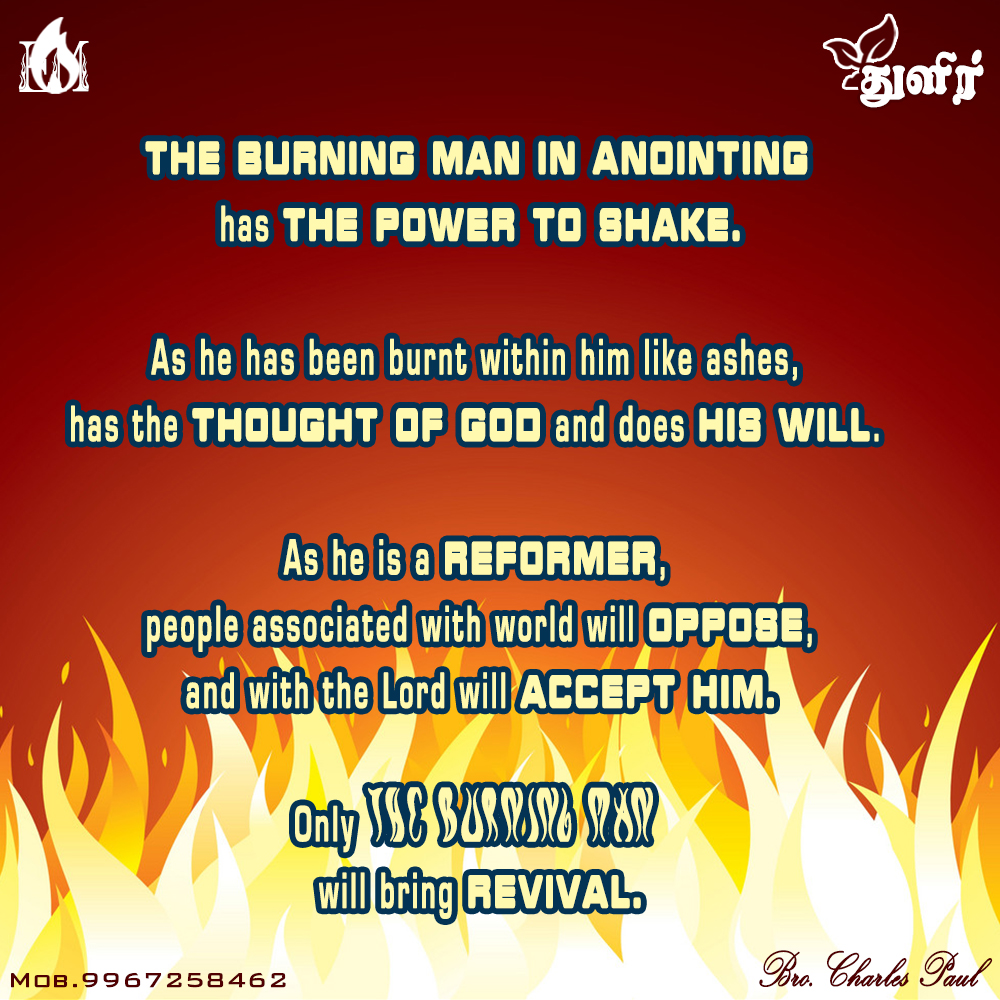 துளிர்
THE BURNING MAN IN ANOINTING
has THE POWER TO SHAKE.
As he has been burnt within him like ashes,
has the THOUGHT OF GOD and does HIS WILL.
As he is a REFORMER,
people associated with world will OPPOSE,
and with the Lord will ACCEPT HIM.
Only THE BURNING MAN
will bring REVIVAL.
MOB.9967258462
Bro. Charles Paul